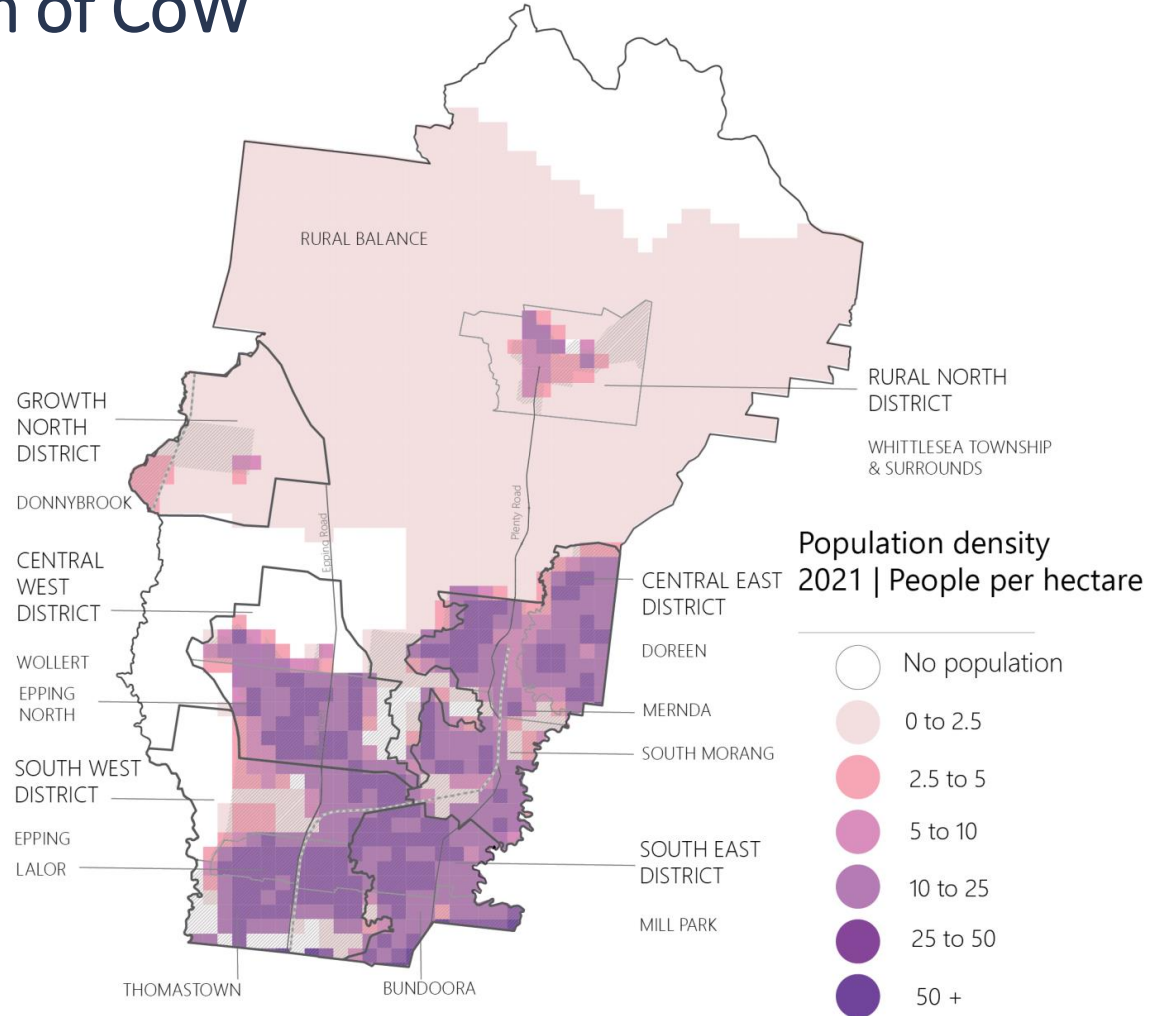 n of CoW
RURAL BALANCE
GROWTH
NORTH
DISTRICT
DONNYBROOK
CENTRAL
WEST
DISTRICT
WOLLERT
EPPING
NORTH
SOUTH WEST
DISTRICT
EPPING
LALOR
THOMASTOWN
BUNDOORA
Epping Road
Plenty Road
RURAL NORTH
DISTRICT
WHITTLESEA TOWNSHIP
& SURROUNDS
CENTRAL EAST
DISTRICT
DOREEN
MERNDA
SOUTH MORANG
SOUTH EAST
DISTRICT
MILL PARK
Population density
2021 | People per hectare
No population
0 to 2.5
2.5 to 5
5 to 10
10 to 25
25 to 50
50 +